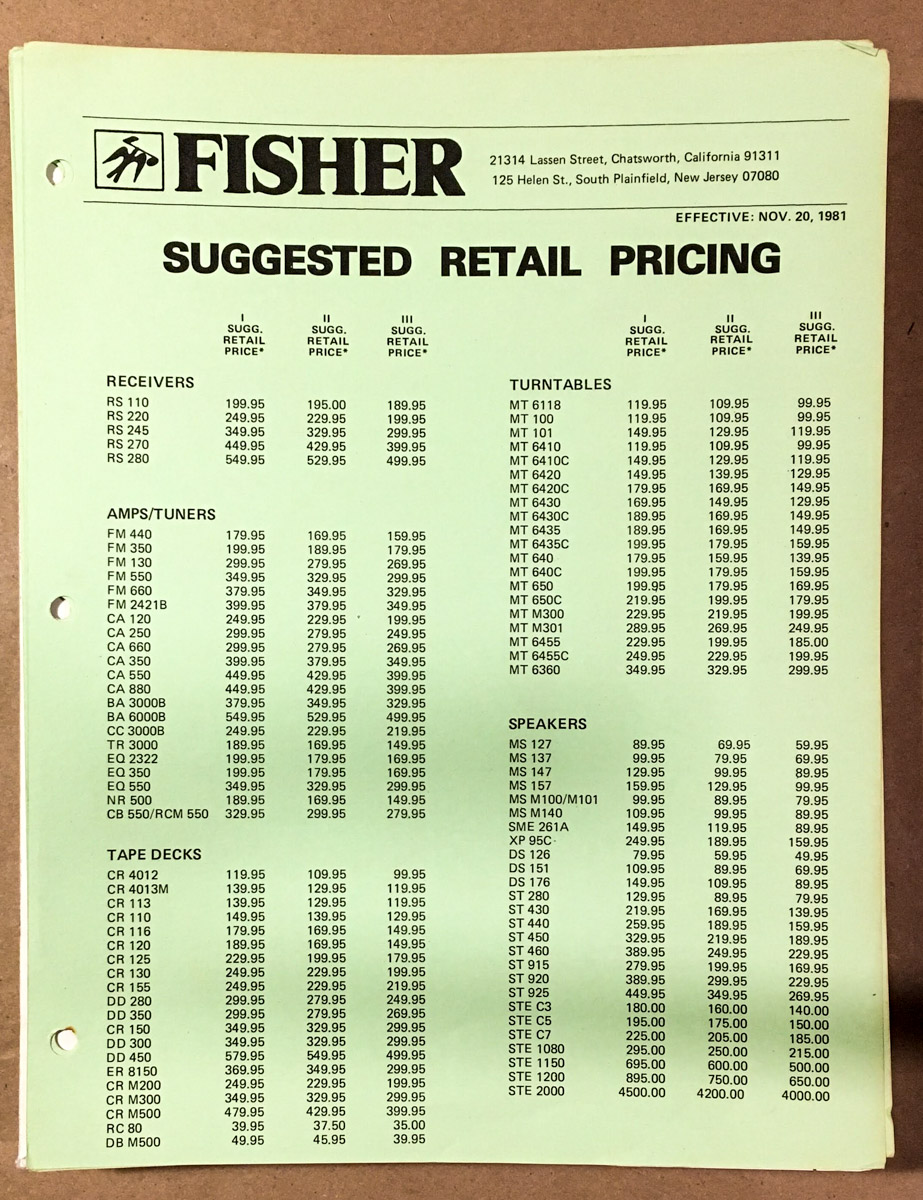 FISHER
21314 Lassen Street, Chatsworth, California 91311
125 Helen St., South Plainfield, New Jersey 07080
EFFECTIVE: NOV. 20, 1981
SUGGESTED RETAIL PRICING
I II III
SUGG. SUGG. SUGG.
RETAIL RETAIL RETAIL
PRICE* PRICE* PRICE*
RECEIVERS
RS 110 199.95 195.00 189.95
RS 220 249.95 229.95 199.95
RS 245 349.95 329.95 299.95
RS 270 449.95 429.95 399.95
RS 280 549.95 529.95 499.95
AMPS/TUNERS
FM 440 179.95 169.95 159.95
FM 350 199.95 189.95 179.95
FM 130 299.95 279.95 269.95
FM 550 349.95 329.95 299.95
FM 660 379.95 349.95 329.95
FM 2421B 399.95 379.95 349.95
CA 120 249.95 229.95 199.95
CA 250 299.95 279.95 249.95
CA 660 299.95 279.95 269.95
CA 350 399.95 379.95 349.95
CA 550 449.95 429.95 399.95
CA 880 449.95 429.95 399.95
BA 3000B 379.95 349.95 329.95
BA 6000B 549.95 529.95 499.95
CC 3000B 249.95 229.95 219.95
TR 3000 189.95 169.95 149.95
EQ 2322 199.95 179.95 169.95
EQ 350 199.95 179.95 169.95
EQ 550 349.95 329.95 299.95
NR 500 189.95 169.95 149.95
CB 550/RCM 550 329.95 299.95 279.95
TAPE DECKS
CR 4012 119.95 109.95 99.95
CR 4013M 139.95 129.95 119.95
CR 113 139.95 129.95 119.95
CR 110 149.95 139.95 129.95
CR 116 179.95 169.95 149.95
CR 120 189.95 169.95 149.95
CR 125 229.95 199.95 179.95
CR 130 249.95 229.95 199.95
CR 155 249.95 229.95 219.95
DD 280 299.95 279.95 249.95
DD 350 299.95 279.95 269.95
CR 150 349.95 329.95 299.95
DD 300 349.95 329.95 299.95
DD 450 579.95 549.95 499.95
ER 8150 369.95 349.95 299.95
CR M200 249.95 229.95 199.95
CR M300 349.95 329.95 299.95
CR M500 479.95 429.95 399.95
RC 80 39.95 37.50 35.00
DB M500 49.95 45.95 39.95
I II III
SUGG. SUGG. SUGG.
RETAIL RETAIL RETAIL
PRICE* PRICE* PRICE*
TURNTABLES
MT 6118 119.95 109.95 99.95
MT 100 119.95 109.95 99.95
MT 101 149.95 129.95 119.95
MT 6410 119.95 109.95 99.95
MT 6410C 149.95 129.95 119.95
MT 6420 149.95 139.95 129.95
MT 6420C 179.95 169.95 149.95
MT 6430 169.95 149.95 129.95
MT 6430C 189.95 169.95 149.95
MT 6435 189.95 169.95 149.95
MT 6435C 199.95 179.95 159.95
MT 640 179.95 159.95 139.95
MT 640C 199.95 179.95 159.95
MT 650 199.95 179.95 169.95
MT 650C 219.95 199.95 179.95
MT M300 229.95 219.95 199.95
MT M301 289.95 269.95 249.95
MT 6455 229.95 199.95 185.00
MT 6455C 249.95 229.95 199.95
MT 6360 349.95 329.95 299.95
SPEAKERS
MS 127 89.95 69.95 59.95
MS 137 99.95 79.95 69.95
MS 147 129.95 99.95 89.95
MS 157 159.95 129.95 99.95
MS M100/M101 99.95 89.95 79.95
MS M140 109.95 99.95 89.95
SME 261A 149.95 119.95 89.95
XP 95C 249.95 189.95 159.95
DS 126 79.95 59.95 49.95
DS 151 109.95 89.95 69.95
DS 176 149.95 109.95 89.95
ST 280 129.95 89.95 79.95
ST 430 219.95 169.95 139.95
ST 440 259.95 189.95 159.95
ST 450 329.95 219.95 189.95
ST 460 389.95 249.95 229.95
ST 915 279.95 199.95 169.95
ST 920 389.95 299.95 229.95
ST 925 449.95 349.95 269.95
STE C3 180.00 160.00 140.00
STE C5 195.00 175.00 150.00
STE C7 225.00 205.00 185.00
STE 1080 295.00 250.00 215.00
STE 1150 695.00 600.00 500.00
STE 1200 895.00 750.00 650.00
STE 2000 4500.00 4200.00 4000.00